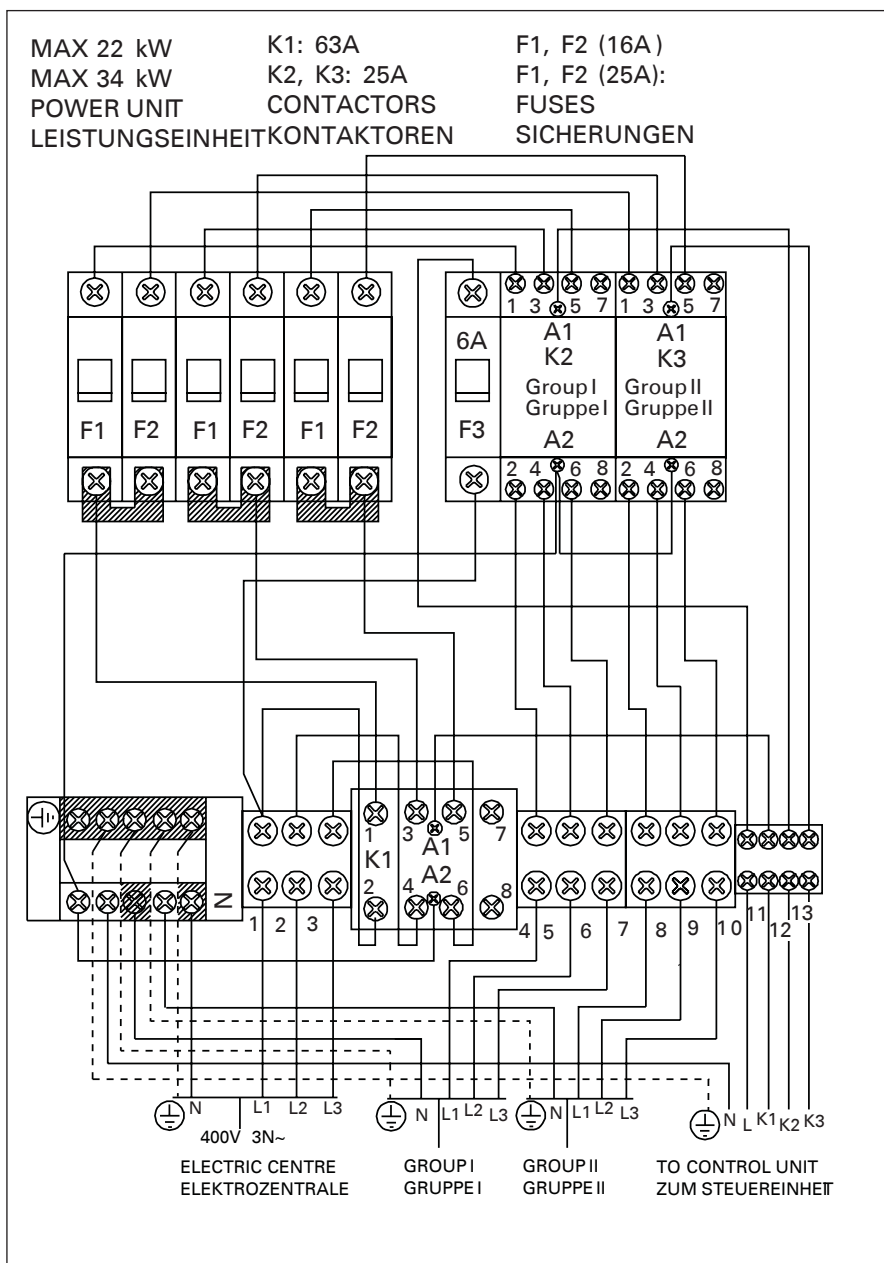 MAX 22 kW K1: 63A F1, F2 (16A )
MAX 34 kW K2, K3: 25A F1, F2 (25A):
POWER UNIT CONTACTORS FUSES
LEISTUNGSEINHEIT KONTAKTOREN SICHERUNGEN
1 3 5 7 1 3 5 7
6A A1 A1
K2 K3
Group I Group II
Gruppe I Gruppe II
F1 F2 F1 F2 F1 F2 F3
A2 A2
2 4 6 8 2 4 6 8
1 3 5 7
K1 A1
A2
2 4 6 8
N
1 2 3 4 5 6 7 8 9 10 11 12 13
N L1 L2 L3 N L1 L2 L3 N L1 L2 L3 N L K1 K2 K3
400V 3N~
ELECTRIC CENTRE GROUP I GROUP II TO CONTROL UNIT
ELEKTROZENTRALE GRUPPE I GRUPPE II ZUM STEUEREINHEIT